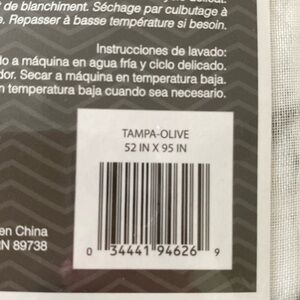 de blanchiment. Séchage par culbutage à
Repasser à basse température si besoin.
Instrucciones de lavado:
o a máquina en agua fría y ciclo delicado.
dor. Secar a máquina en temperatura baja.
n temperatura baja cuando sea necesario.
TAMPA-OLIVE
52 IN X 95 IN
en China
RN 89738
0 34441 94626 9